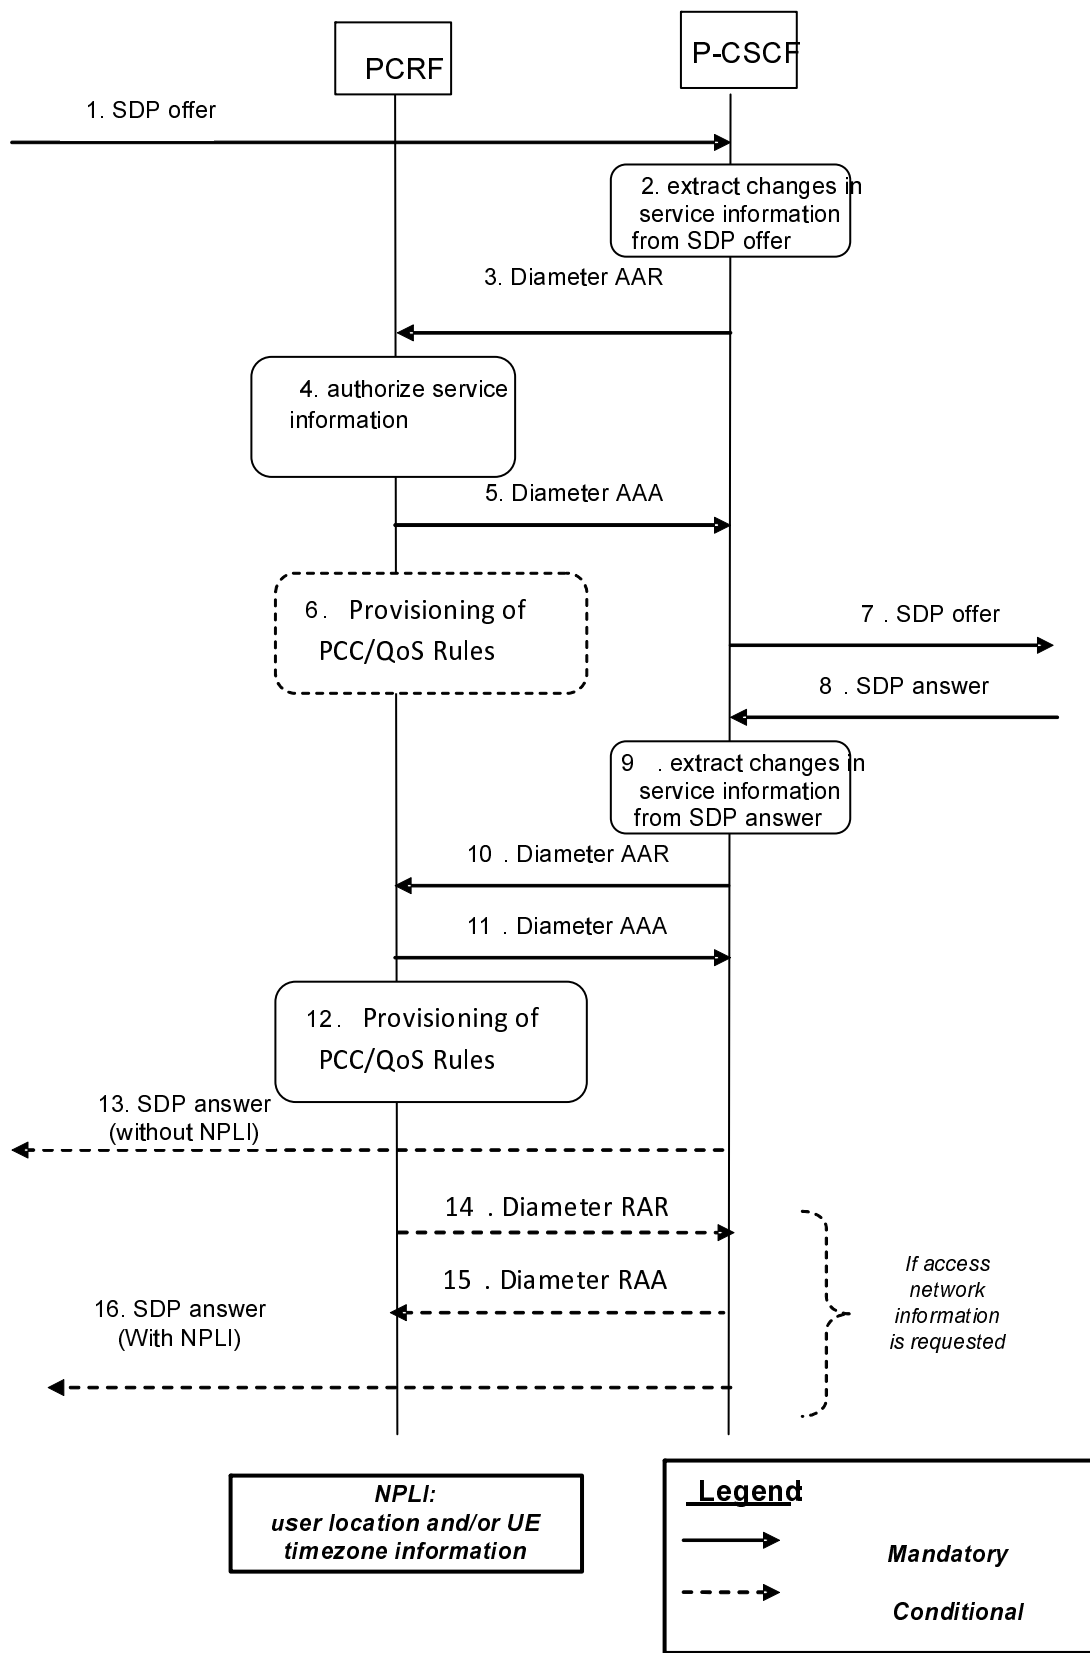 PCRF
P-CSCF
1. SDP offer
2. extract changes in
service information
from SDP offer
3. Diameter AAR
4. authorize service
information
5. Diameter AAA
6 . Provisioning of
PCC/QoS Rules
7 . SDP offer
8 . SDP answer
9 . extract changes in
service information
from SDP answer
10 . Diameter AAR
11 . Diameter AAA
12 . Provisioning of
PCC/QoS Rules
13. SDP answer
(without NPLI)
14 . Diameter RAR
15 . Diameter RAA
If access
network
information
is requested
16. SDP answer
(With NPLI)
NPLI:
user location and/or UE
timezone information
Legend
Mandatory
Conditional